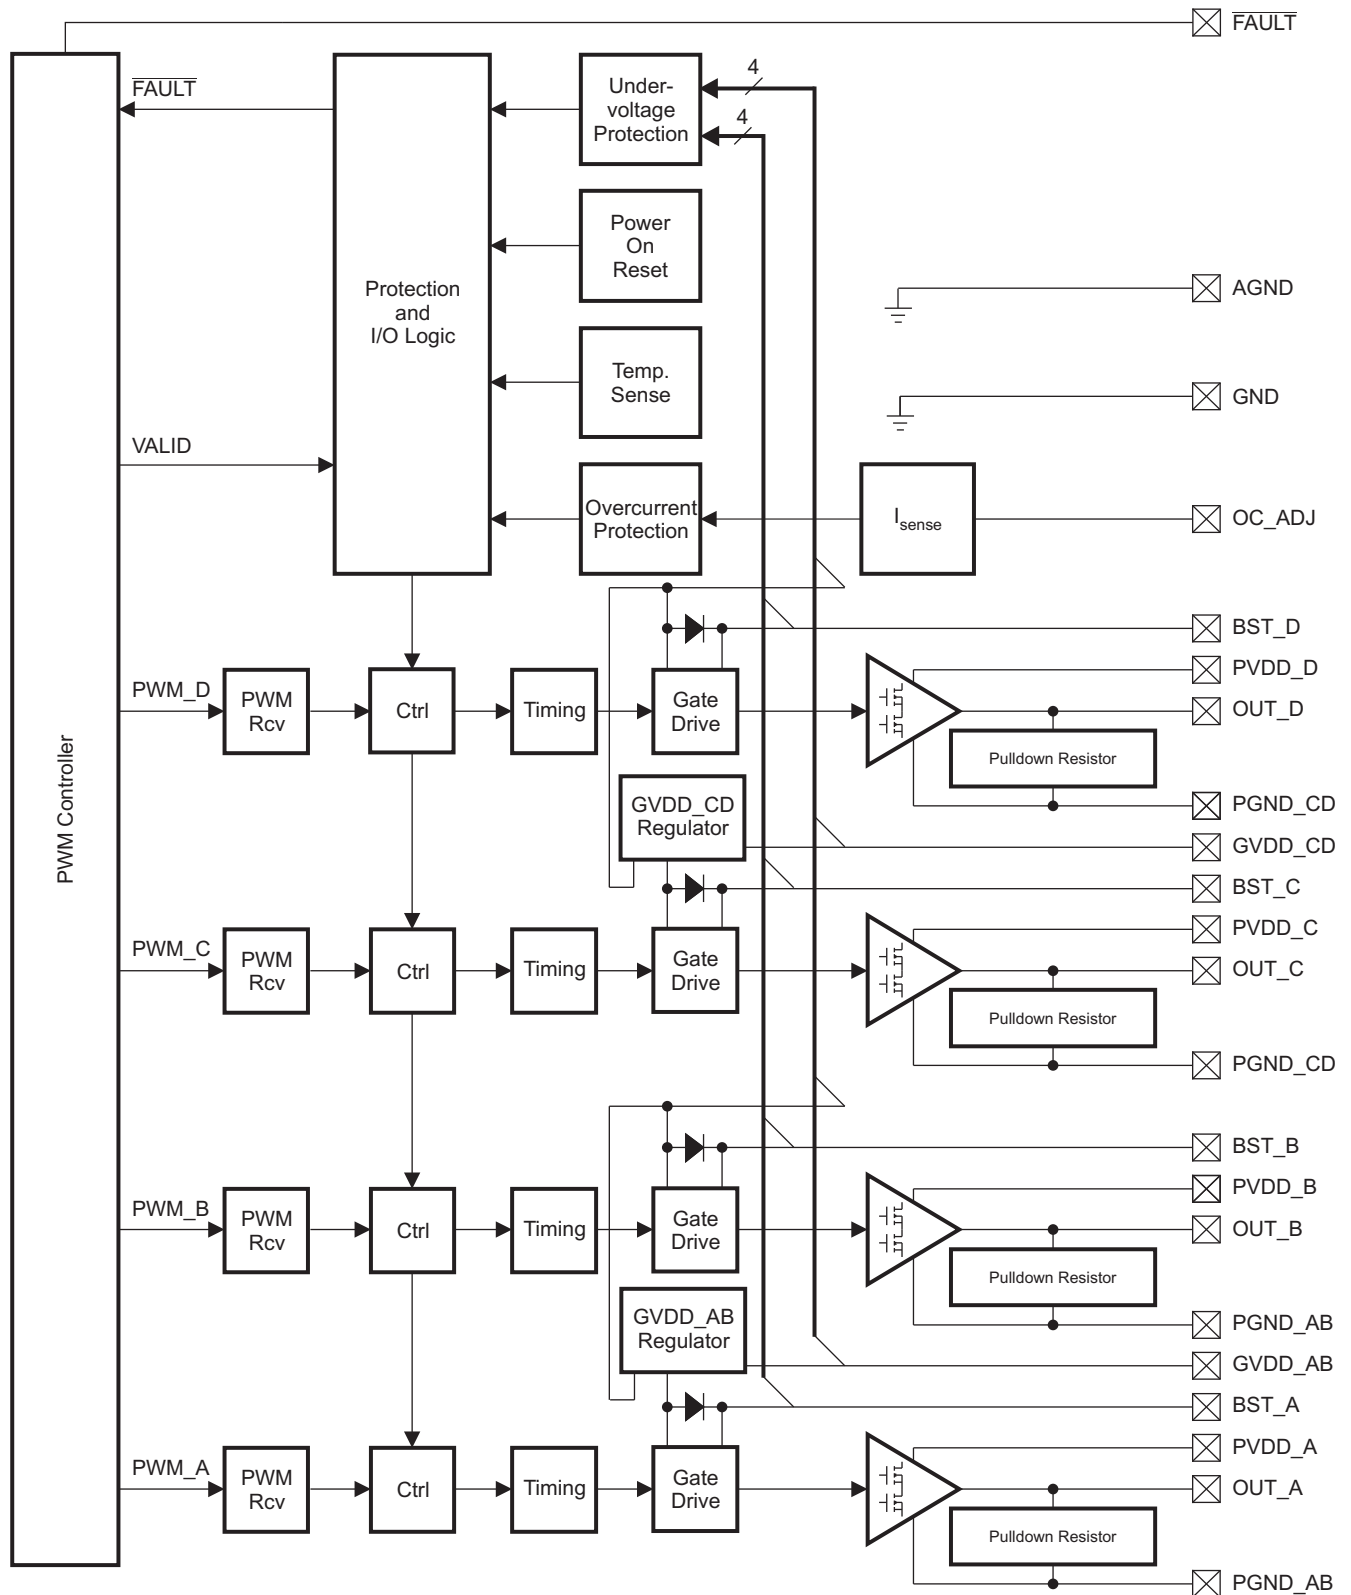 FAULT
FAULT
Under-
voltage
Protection
4
4
Power
On
Reset
Protection
and
I/O Logic
AGND
Temp.
Sense
GND
VALID
Overcurrent
Protection
Isense
OC_ADJ
BST_D
PVDD_D
PWM_D
PWM
Rcv
Ctrl
Timing
Gate
Drive
OUT_D
Pulldown Resistor
PWM Controller
GVDD_CD
Regulator
PGND_CD
GVDD_CD
BST_C
PVDD_C
PWM_C
PWM
Rcv
Ctrl
Timing
Gate
Drive
OUT_C
Pulldown Resistor
PGND_CD
BST_B
PVDD_B
PWM_B
PWM
Rcv
Ctrl
Timing
Gate
Drive
OUT_B
Pulldown Resistor
GVDD_AB
Regulator
PGND_AB
GVDD_AB
BST_A
PVDD_A
PWM_A
PWM
Rcv
Ctrl
Timing
Gate
Drive
OUT_A
Pulldown Resistor
PGND_AB